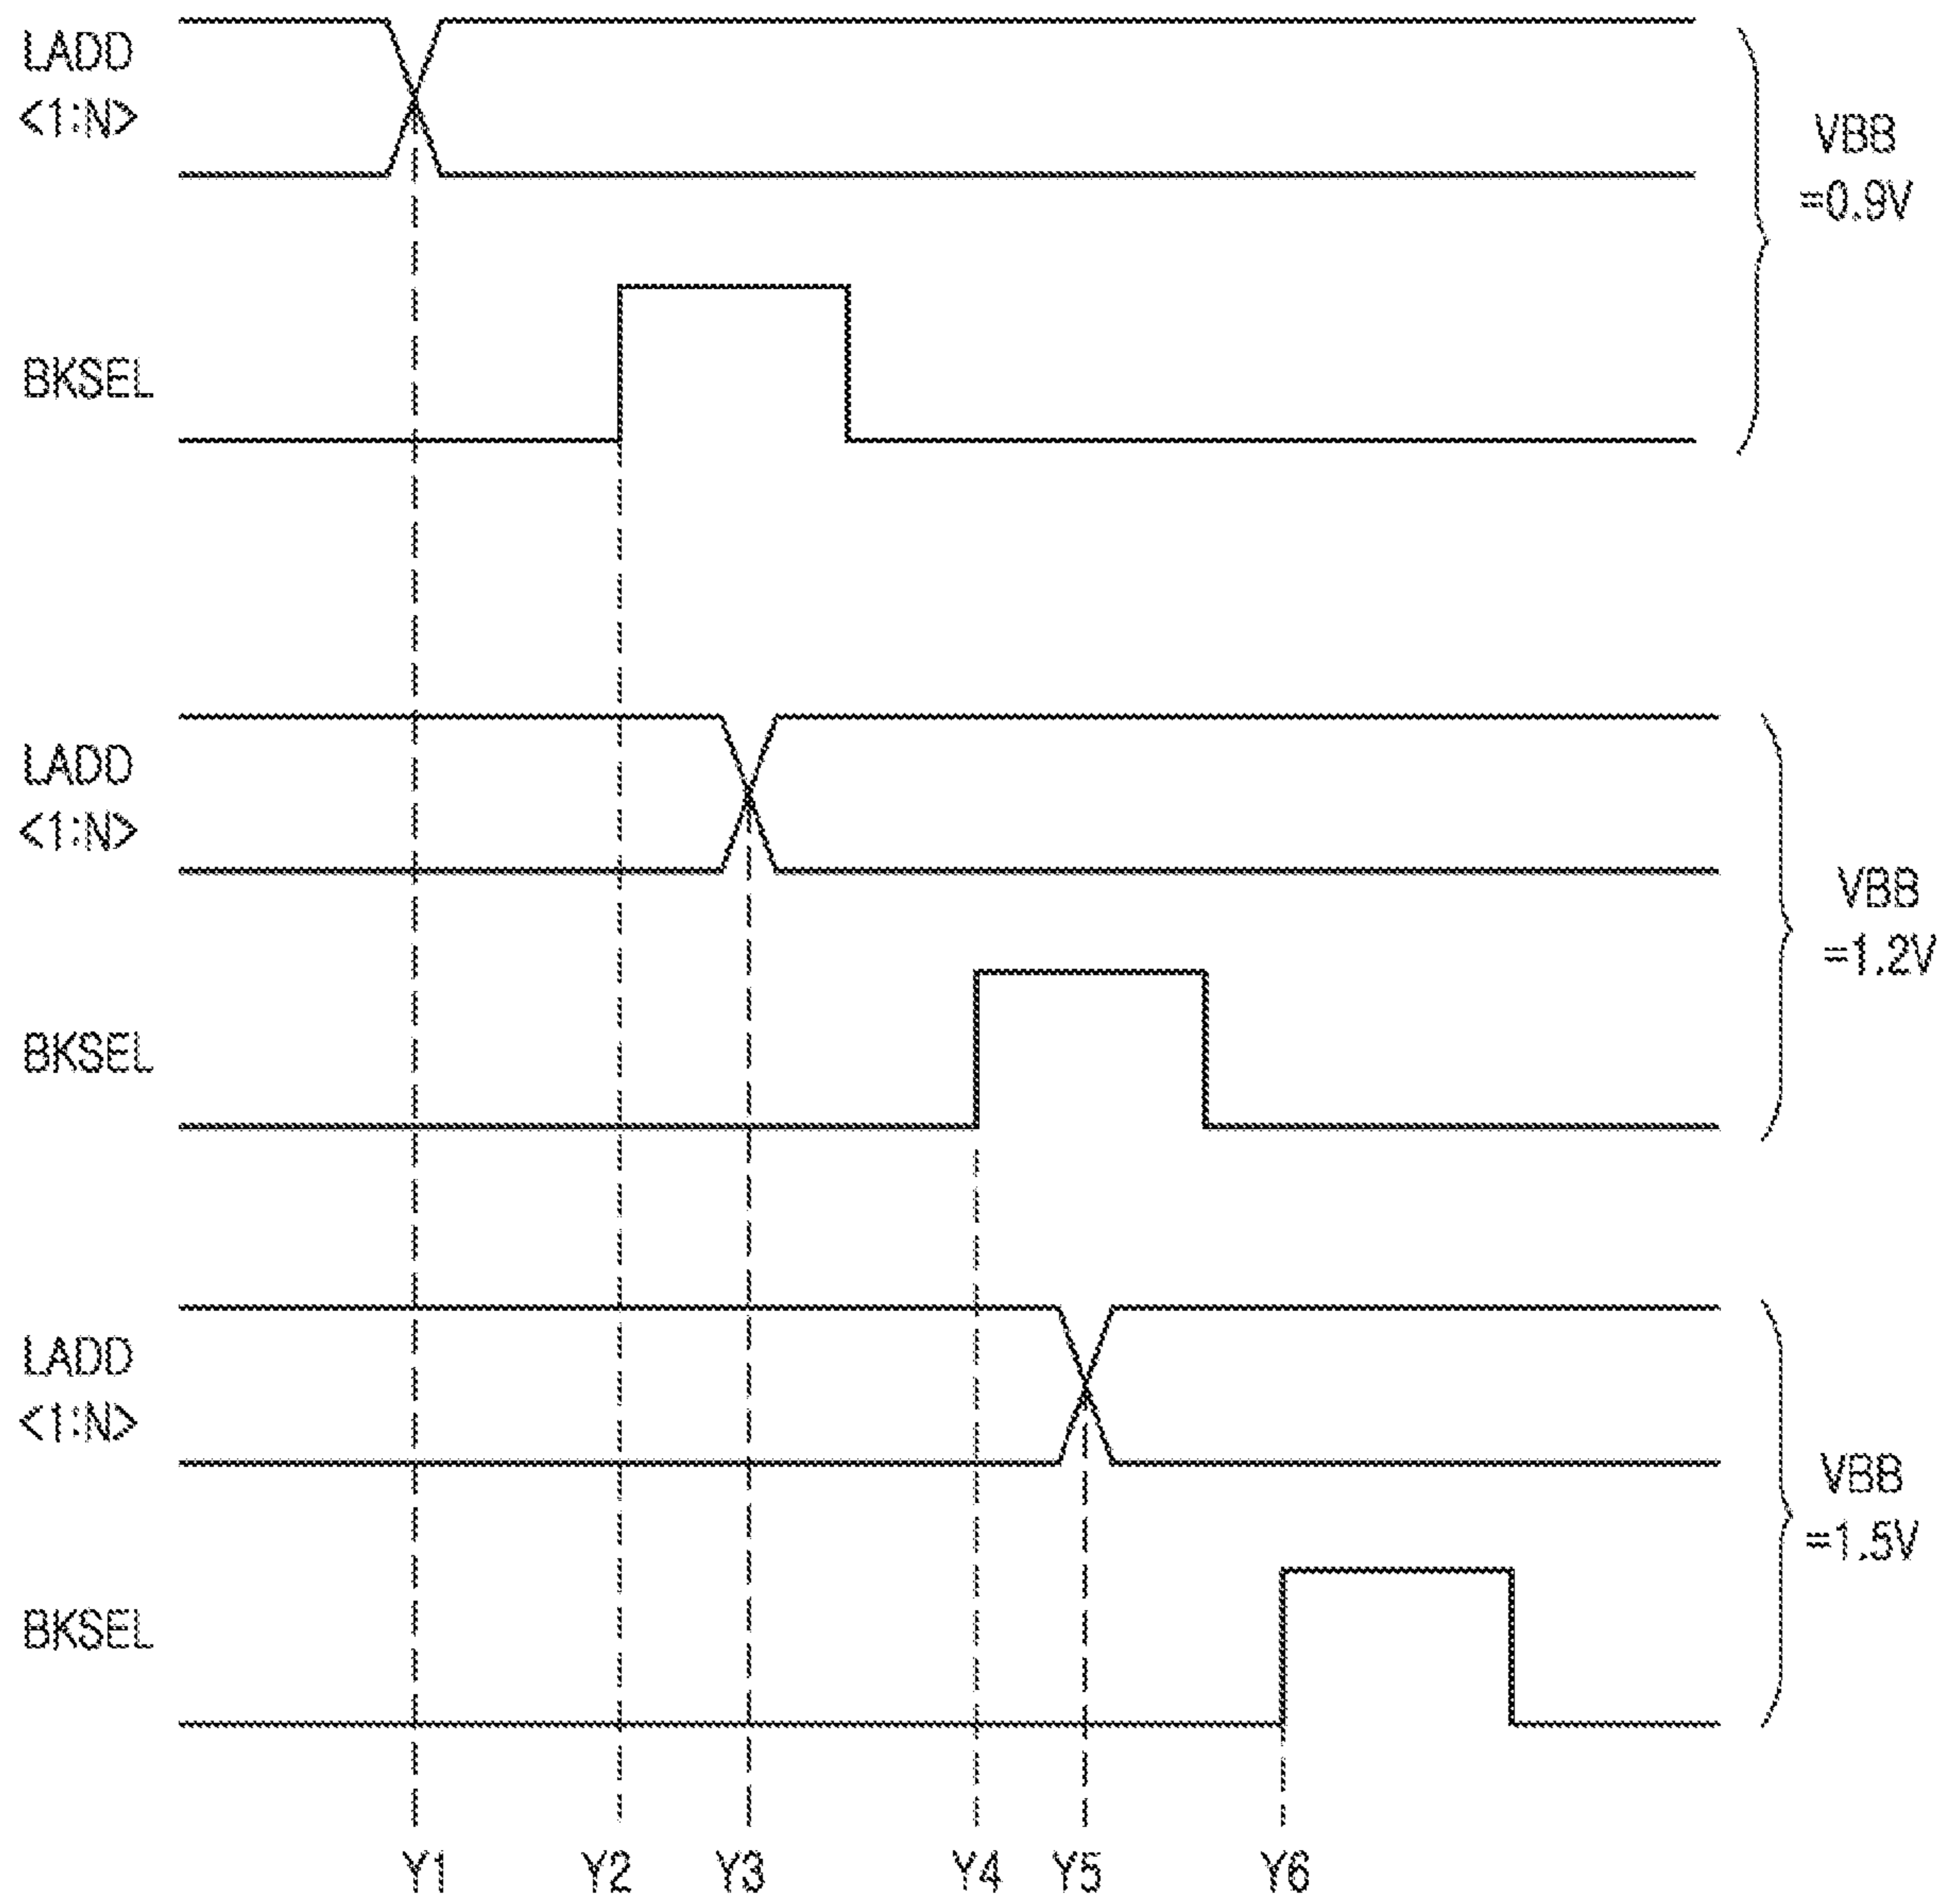 LADD
<1:N>
VBB
=0.9V
BKSEL
LADD
<1:N>
VBB
=1.2V
BKSEL
LADD
<1:N>
VBB
=1.5V
BKSEL
Y1 Y2 Y3 Y4 Y5 Y6